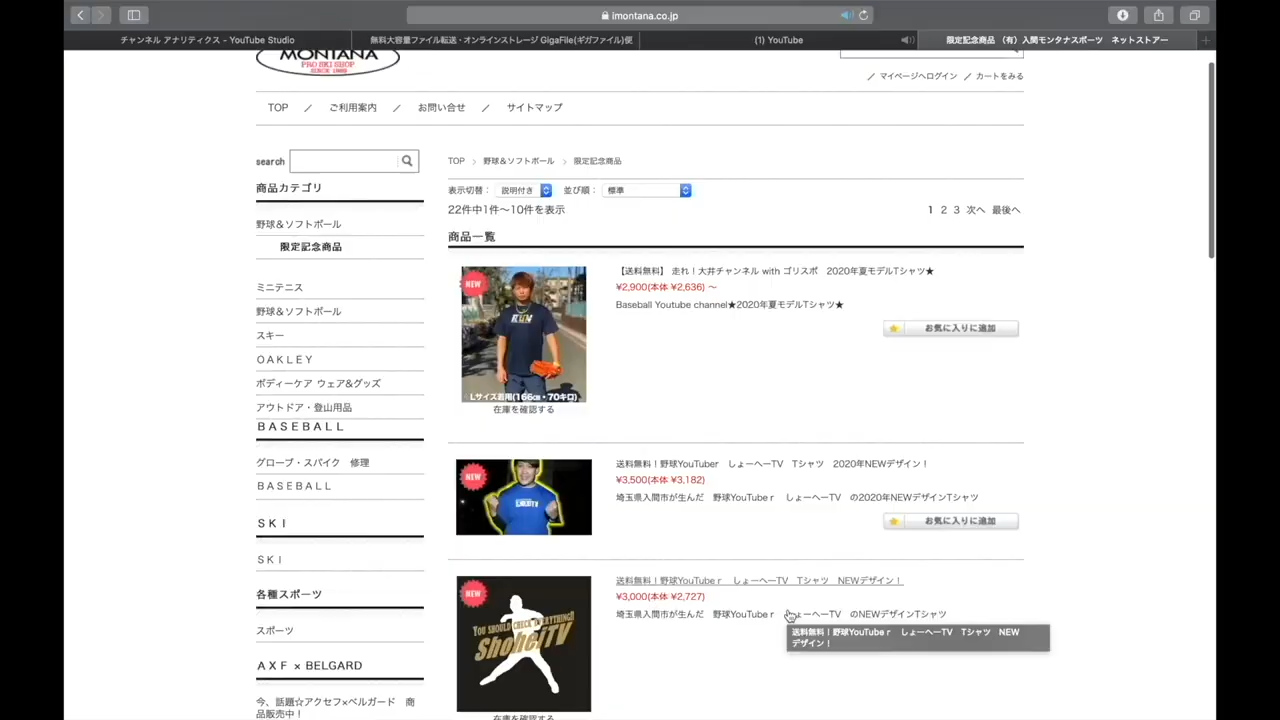 imontana.co.jp
チャンネル アナリティクス - YouTube Studio
無料大容量ファイル転送・オンラインストレージ GigaFile(ギガファイル)便
(1) YouTube
限定記念商品 （有）入間モンタナスポーツ ネットストアー
MONTANA
PRO SKI SHOP
SINCE 1969
／ マイページへログイン ／ カートをみる
TOP ／ ご利用案内 ／ お問い合せ ／ サイトマップ
search
商品カテゴリ
野球＆ソフトボール
限定記念商品
ミニテニス
野球＆ソフトボール
スキー
ＯＡＫＬＥＹ
ボディーケア ウェア&グッズ
アウトドア・登山用品
ＢＡＳＥＢＡＬＬ
グローブ・スパイク 修理
ＢＡＳＥＢＡＬＬ
ＳＫＩ
ＳＫＩ
各種スポーツ
スポーツ
ＡＸＦ × BELGARD
今、話題☆アクセフ×ベルガード 商
品販売中！
TOP > 野球＆ソフトボール > 限定記念商品
表示切替： 説明付き 並び順： 標準
22件中1件〜10件を表示
1 2 3 次へ 最後へ
商品一覧
NEW
RUN
Lサイズ着用(166㎝・70キロ)
在庫を確認する
【送料無料】 走れ！大井チャンネル with ゴリスポ 2020年夏モデルTシャツ★
¥2,900(本体 ¥2,636) 〜
Baseball Youtube channel★2020年夏モデルTシャツ★
お気に入りに追加
NEW
送料無料！野球YouTuber しょーへーTV Tシャツ 2020年NEWデザイン！
¥3,500(本体 ¥3,182)
埼玉県入間市が生んだ 野球YouTubeｒ しょーへーTV の2020年NEWデザインTシャツ
お気に入りに追加
NEW
YOU SHOULD CHECK EVERYTHING!!
ShoheiTV
在庫を確認する
送料無料！野球YouTubeｒ しょーへーTV Tシャツ NEWデザイン！
¥3,000(本体 ¥2,727)
埼玉県入間市が生んだ 野球YouTubeｒ しょーへーTV のNEWデザインTシャツ
送料無料！野球YouTubeｒ しょーへーTV Tシャツ NEW
デザイン！